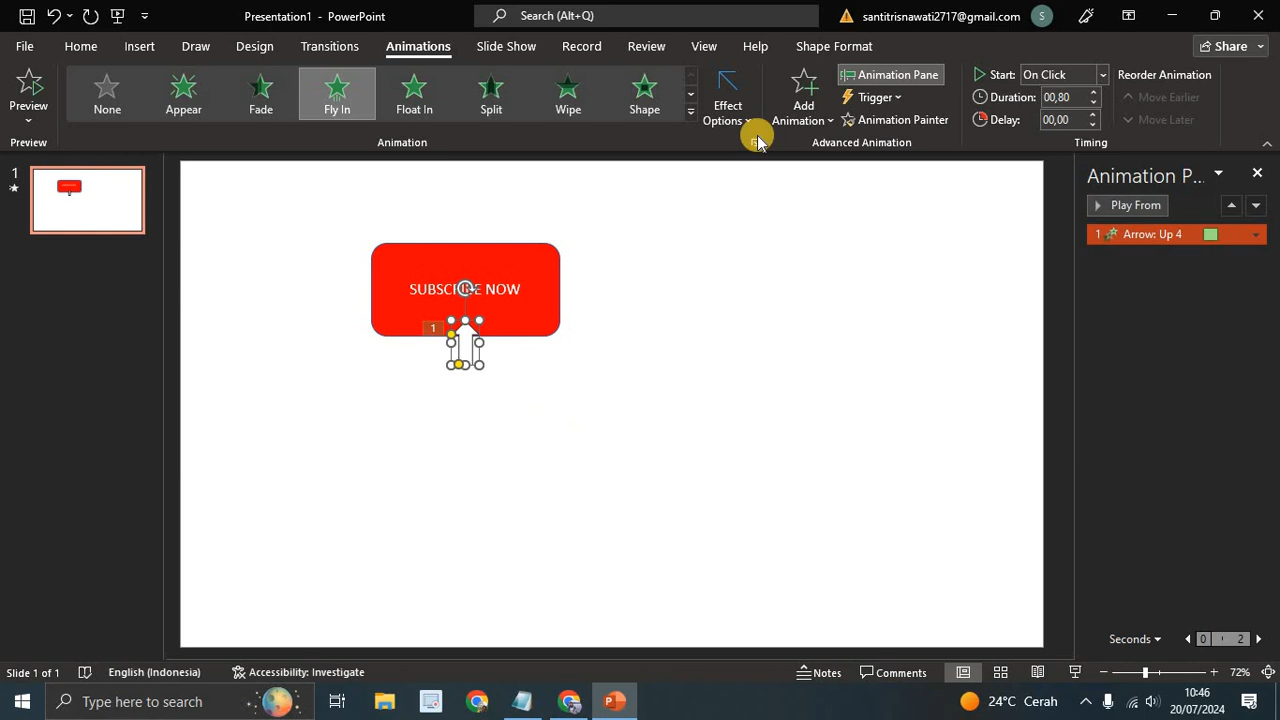 Presentation1 - PowerPoint
Search (Alt+Q)
santitrisnawati2717@gmail.com
S
File Home Insert Draw Design Transitions Animations Slide Show Record Review View Help Shape Format
Share
Preview
None
Appear
Fade
Fly In
Float In
Split
Wipe
Shape
Effect
Options
Add
Animation
Animation Pane
Trigger
Animation Painter
Start: On Click
Duration: 00,80
Delay: 00,00
Reorder Animation
Move Earlier
Move Later
Preview
Animation
Advanced Animation
Timing
1
SUBSCRIBE NOW
1
Animation P...
Play From
1 Arrow: Up 4
Seconds
0 2
Slide 1 of 1
English (Indonesia)
Accessibility: Investigate
Notes
Comments
72%
Type here to search
24°C Cerah
10:46
20/07/2024